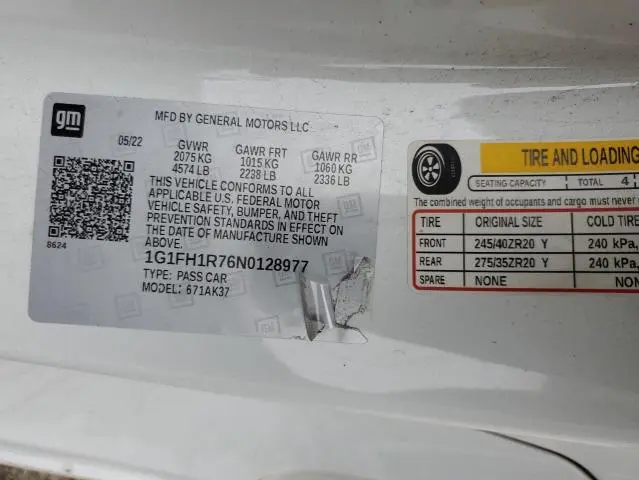 gm
MFD BY GENERAL MOTORS LLC
05/22
GVWR GAWR FRT GAWR RR
2075 KG 1015 KG 1060 KG
4574 LB 2238 LB 2336 LB
THIS VEHICLE CONFORMS TO ALL
APPLICABLE U.S. FEDERAL MOTOR
VEHICLE SAFETY, BUMPER, AND THEFT
PREVENTION STANDARDS IN EFFECT ON
THE DATE OF MANUFACTURE SHOWN
ABOVE.
8624
1G1FH1R76N0128977
TYPE: PASS CAR
MODEL: 671AK37
TIRE AND LOADING
SEATING CAPACITY TOTAL 4
The combined weight of occupants and cargo must never
TIRE ORIGINAL SIZE COLD TIRE
FRONT 245/40ZR20 Y 240 kPa,
REAR 275/35ZR20 Y 240 kPa,
SPARE NONE NON